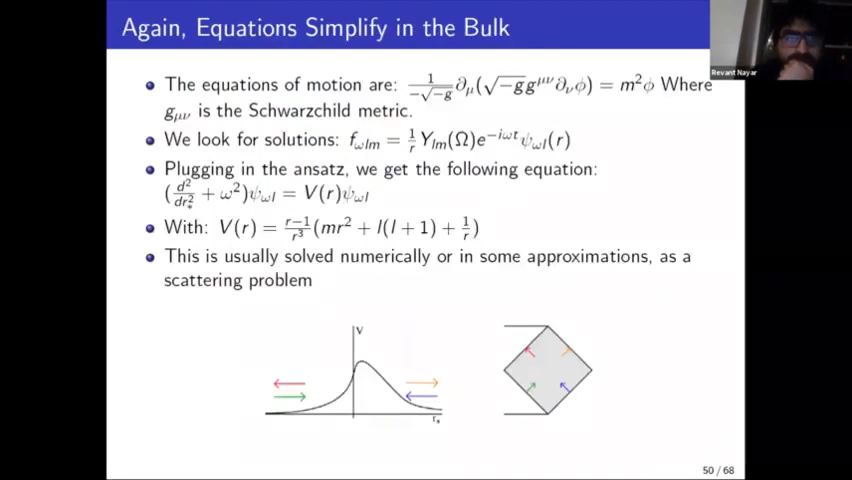 Again, Equations Simplify in the Bulk
Revant Nayar
The equations of motion are: $\frac{1}{-\sqrt{-g}}\partial_\mu(\sqrt{-g}g^{\mu\nu}\partial_\nu\phi) = m^2\phi$ Where
$g_{\mu\nu}$ is the Schwarzchild metric.
We look for solutions: $f_{\omega lm} = \frac{1}{r}Y_{lm}(\Omega)e^{-i\omega t}\psi_{\omega l}(r)$
Plugging in the ansatz, we get the following equation:
$(\frac{d^2}{dr_*^2} + \omega^2)\psi_{\omega l} = V(r)\psi_{\omega l}$
With: $V(r) = \frac{r-1}{r^3}(mr^2 + l(l+1) + \frac{1}{r})$
This is usually solved numerically or in some approximations, as a
scattering problem
V
r*
50 / 68